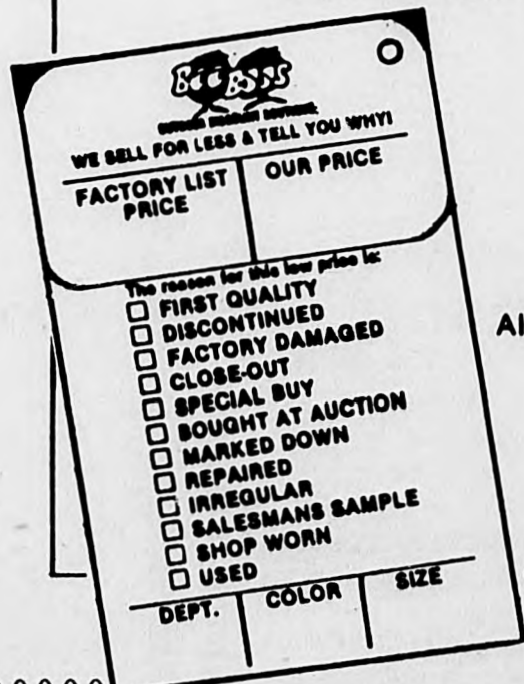 WE SELL FOR LESS & TELL YOU WHY!
FACTORY LIST PRICE
OUR PRICE
The reason for this low price is:
FIRST QUALITY
DISCONTINUED
FACTORY DAMAGED
CLOSE-OUT
SPECIAL BUY
BOUGHT AT AUCTION
MARKED DOWN
REPAIRED
IRREGULAR
SALESMANS SAMPLE
SHOP WORN
USED
DEPT.
COLOR
SIZE